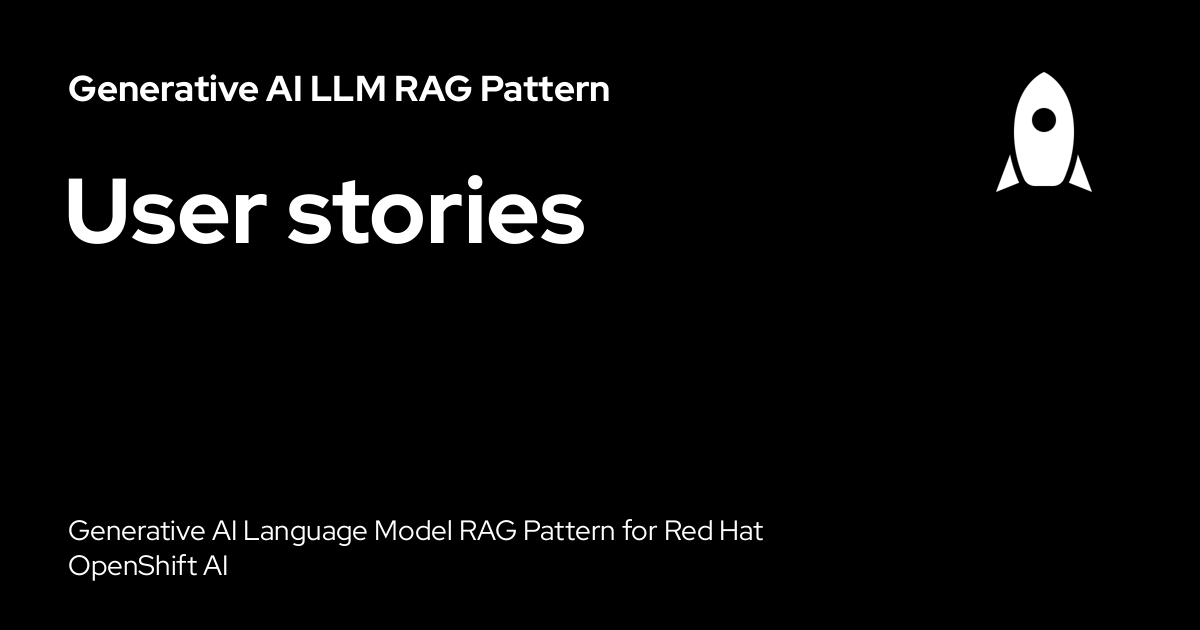 Generative AI LLM RAG Pattern
User stories
Generative AI Language Model RAG Pattern for Red Hat
OpenShift AI